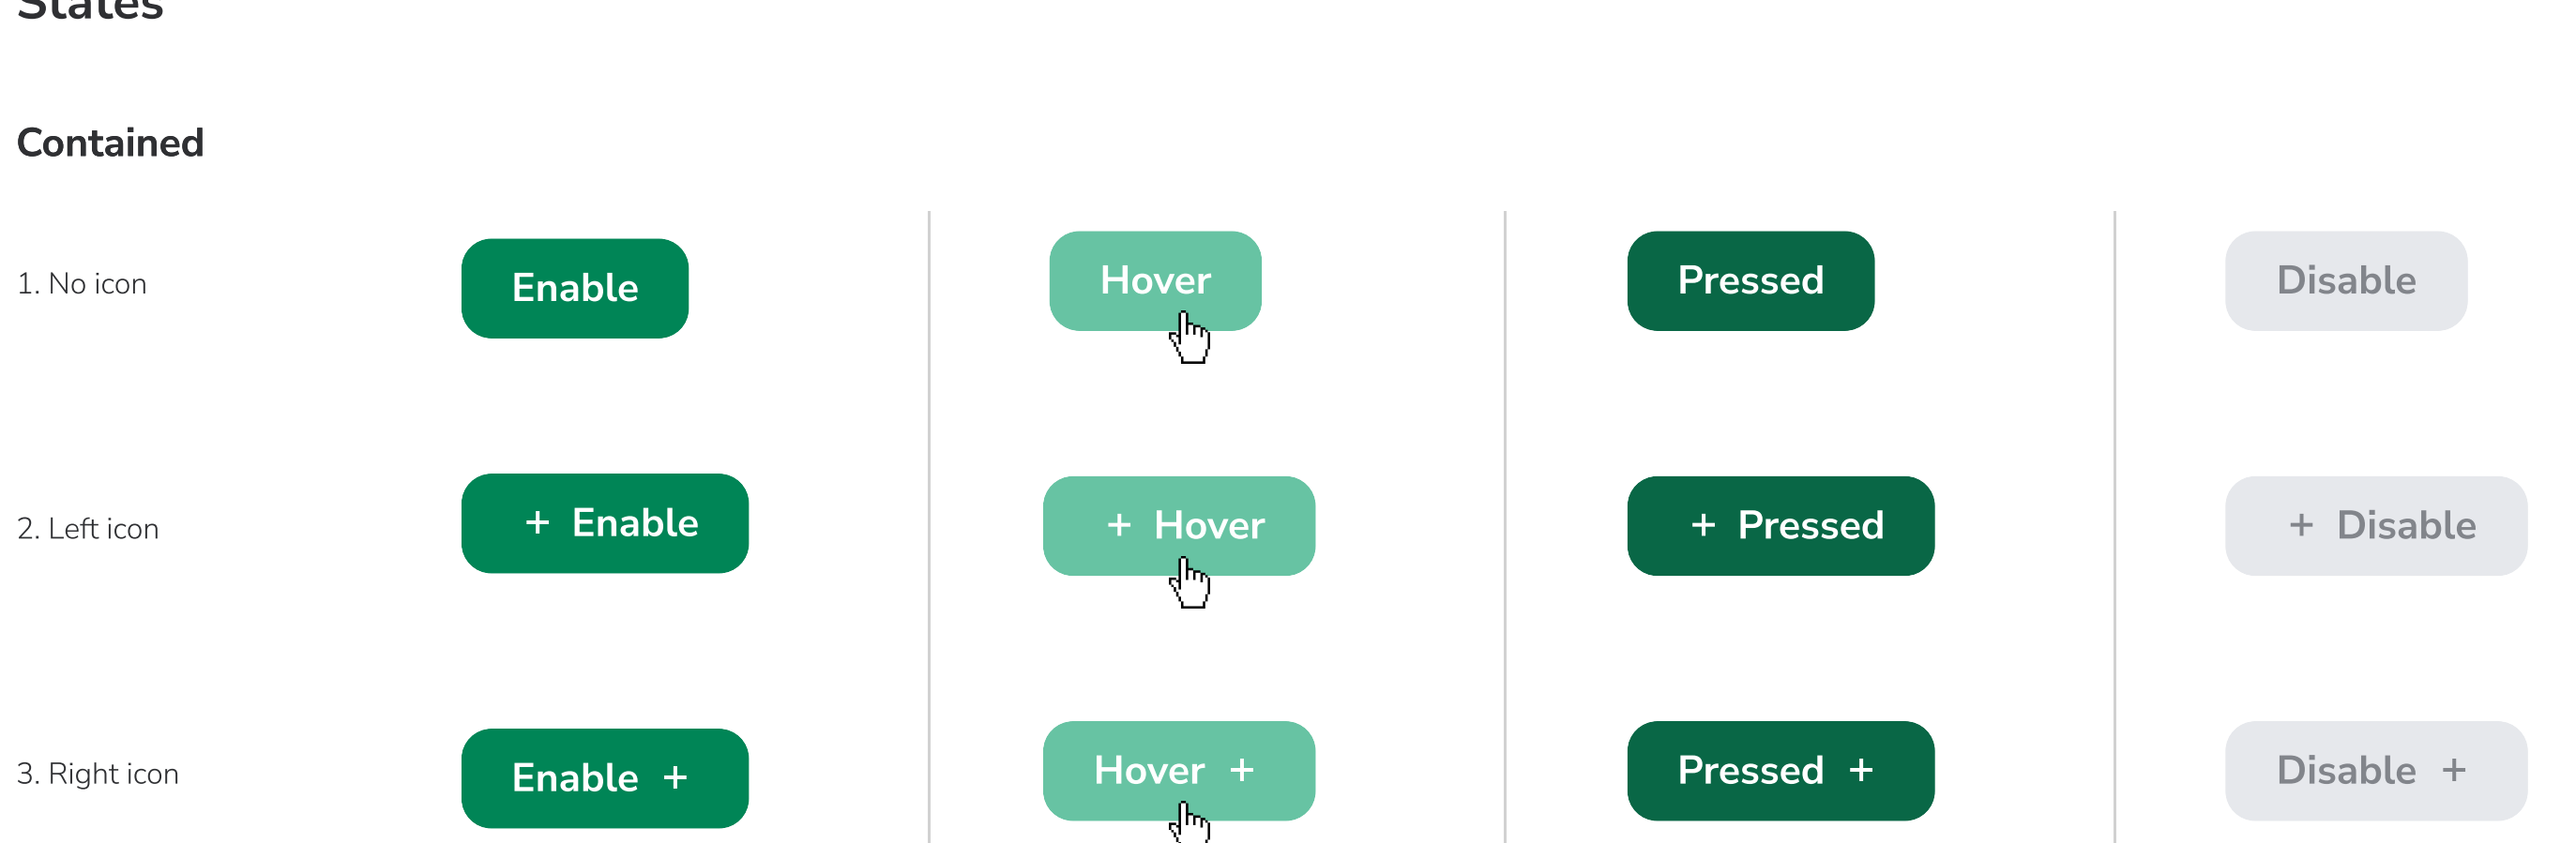 States
Contained
1. No icon
Enable
Hover
Pressed
Disable
2. Left icon
+ Enable
+ Hover
+ Pressed
+ Disable
3. Right icon
Enable +
Hover +
Pressed +
Disable +